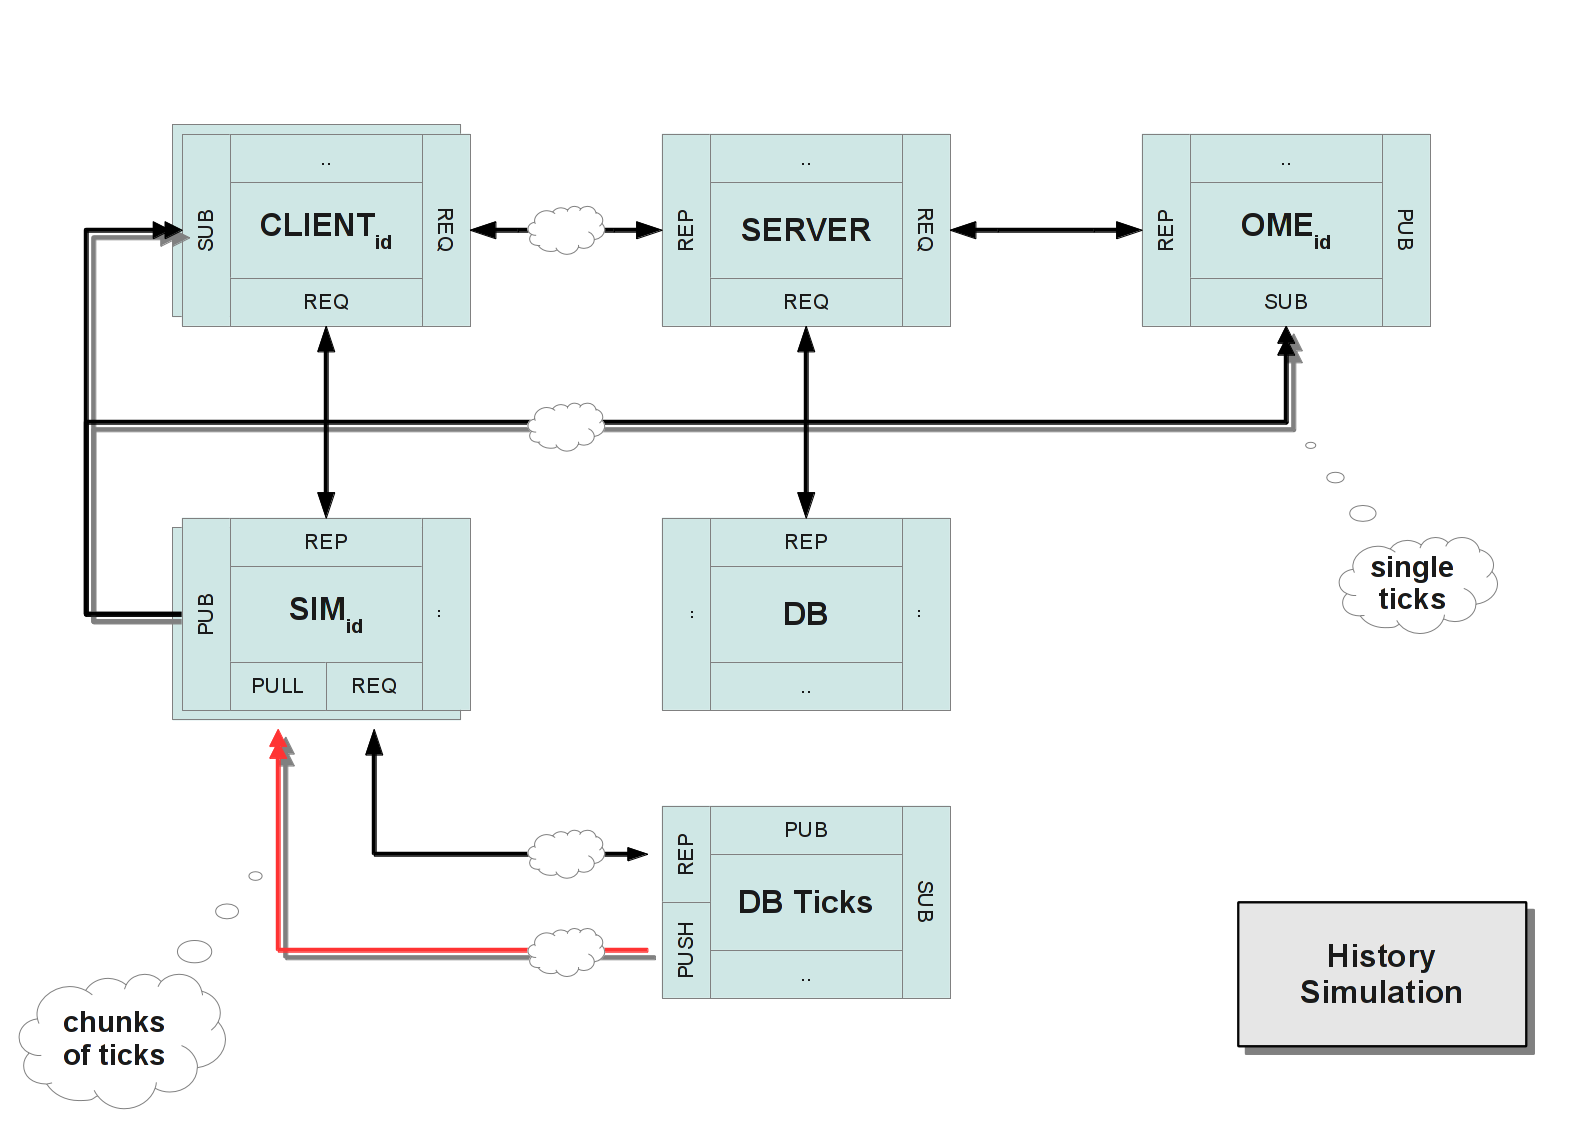 ..
SUB
CLIENT id
REQ
REQ
..
REP
SERVER
REQ
REQ
..
REP
OME id
PUB
SUB
REP
PUB
SIM id
:
PULL
REQ
REP
:
DB
:
..
single
ticks
PUB
REP
DB Ticks
SUB
PUSH
..
chunks
of ticks
History
Simulation